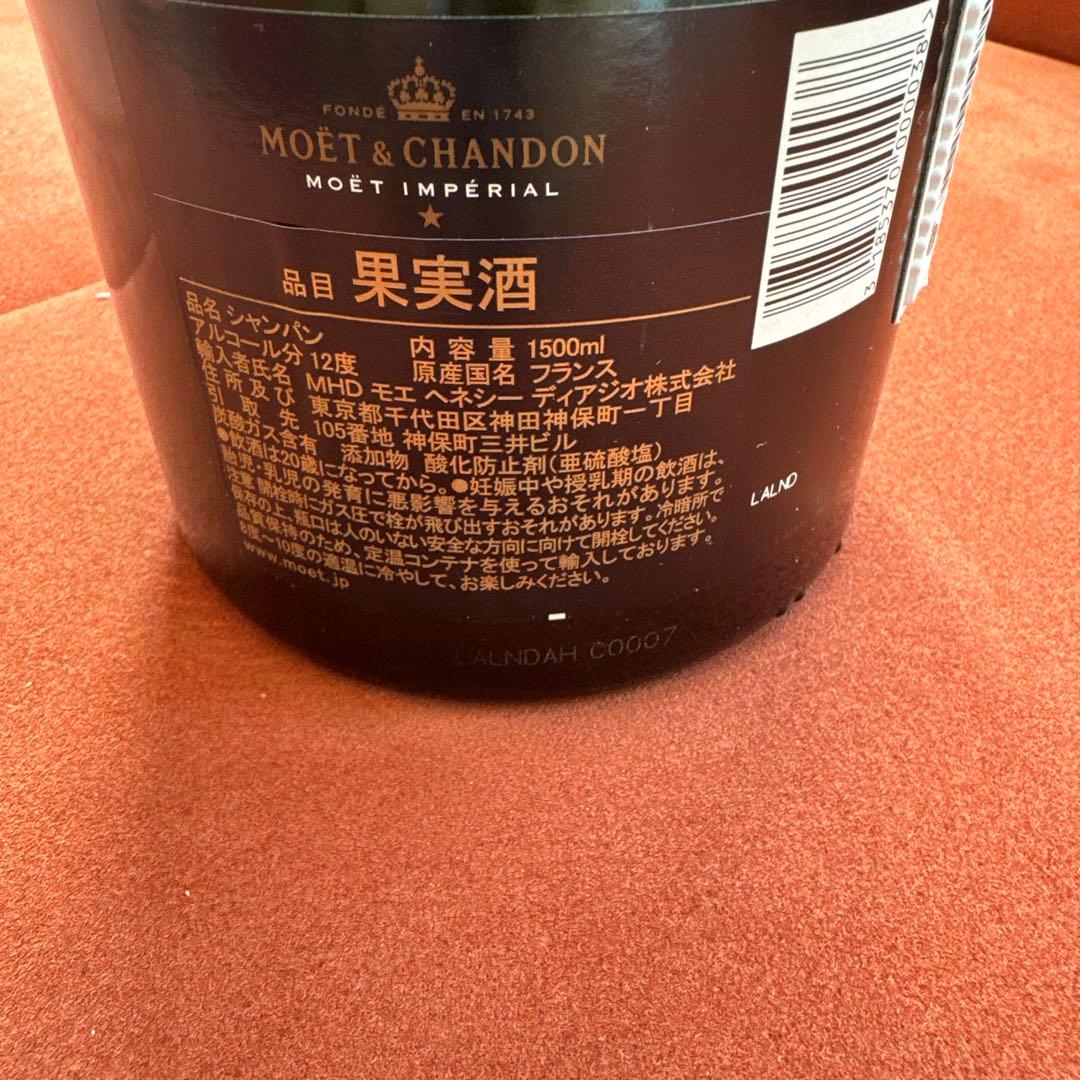 FONDÉ EN 1743
MOËT & CHANDON
MOËT IMPÉRIAL
品目 果実酒
品名 シャンパン
アルコール分 12度 内容量 1500ml
輸入者氏名 原産国名 フランス
住所及び MHD モエ ヘネシー ディアジオ株式会社
引取先 東京都千代田区神田神保町一丁目
105番地 神保町三井ビル
炭酸ガス含有 添加物 酸化防止剤(亜硫酸塩)
●飲酒は20歳になってから。●妊娠中や授乳期の飲酒は、
胎児・乳児の発育に悪影響を与えるおそれがあります。
注意 開栓時にガス圧で栓が飛び出すおそれがあります。冷暗所で
保存の上、瓶口は人のいない安全な方向に向けて開栓してください。
品質保持のため、定温コンテナを使って輸入しております。
8度~10度の適温に冷やして、お楽しみください。
www.moet.jp
3 185370 000038 >
LALND
LALNDAH C0007